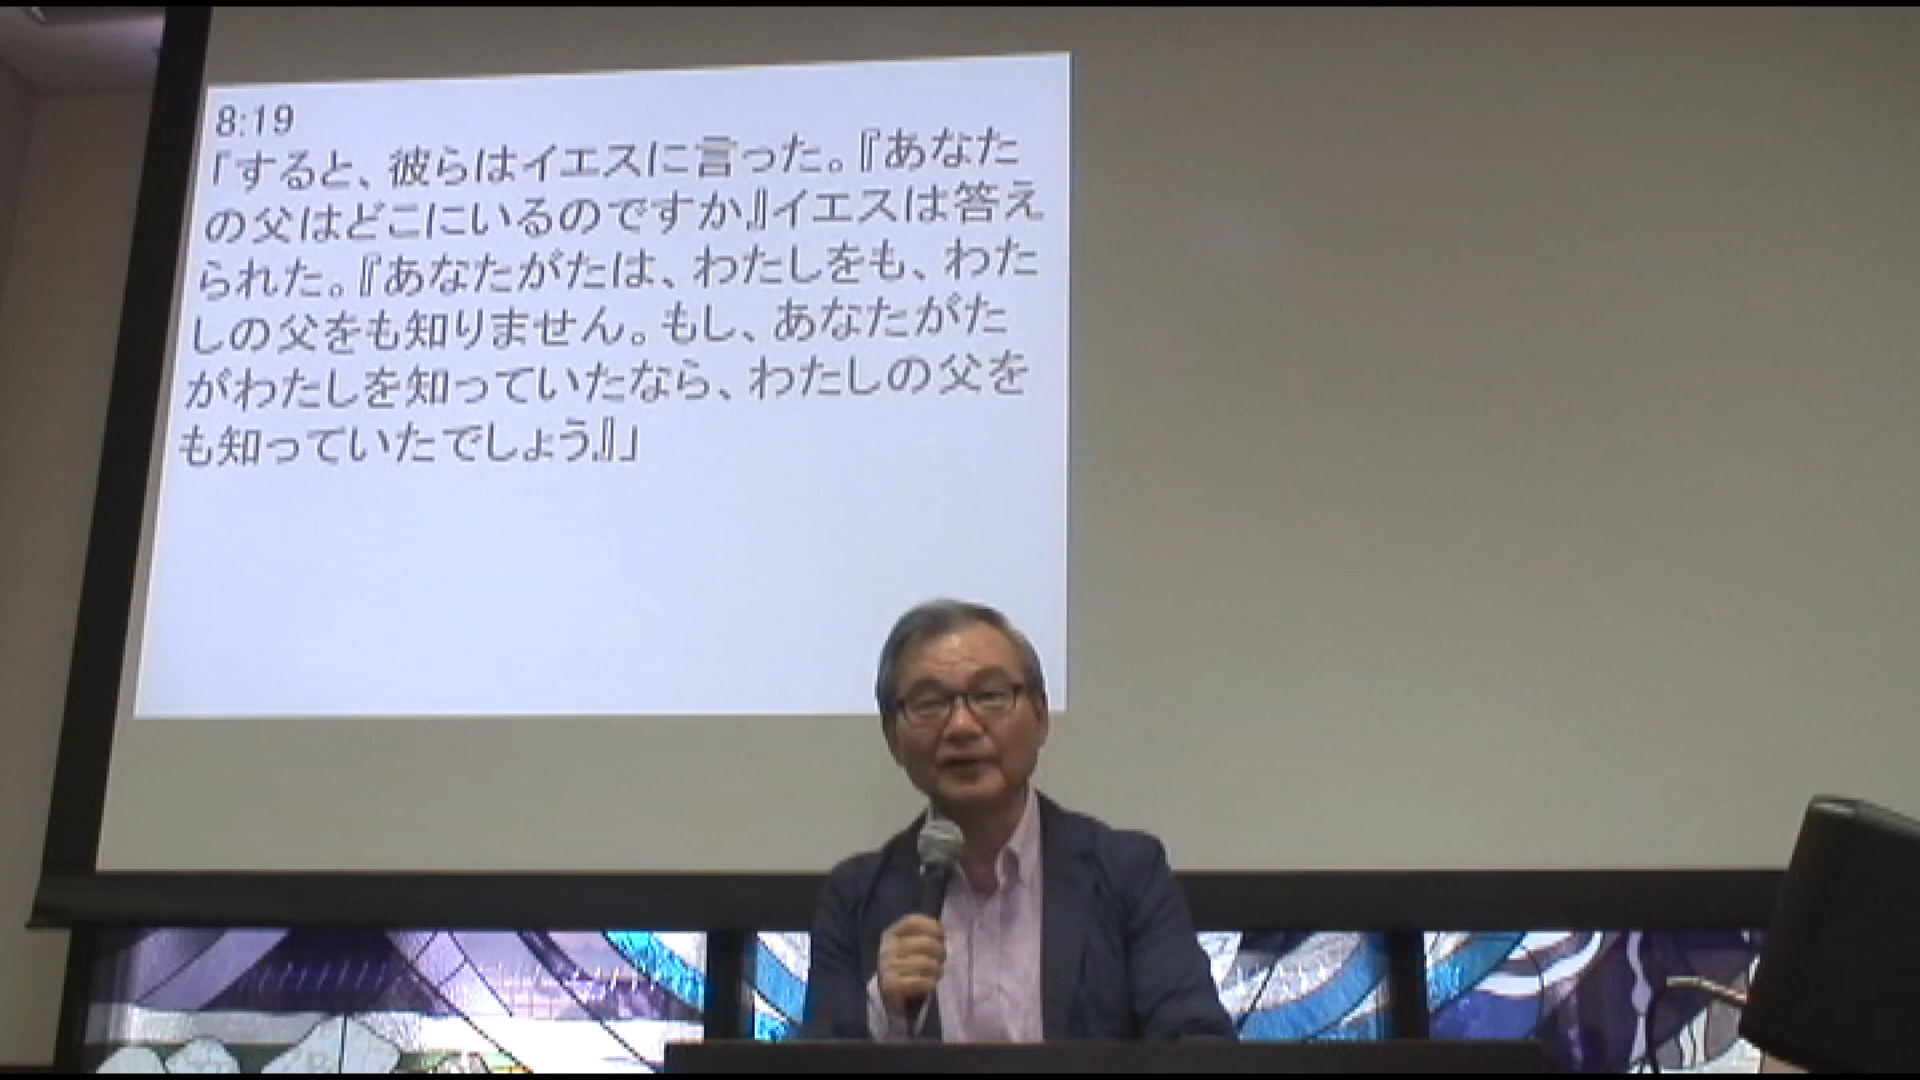 8:19
「すると、彼らはイエスに言った。『あなた
の父はどこにいるのですか。』イエスは答え
られた。『あなたがたは、わたしをも、わた
しの父をも知りません。もし、あなたがた
がわたしを知っていたなら、わたしの父を
も知っていたでしょう。』」